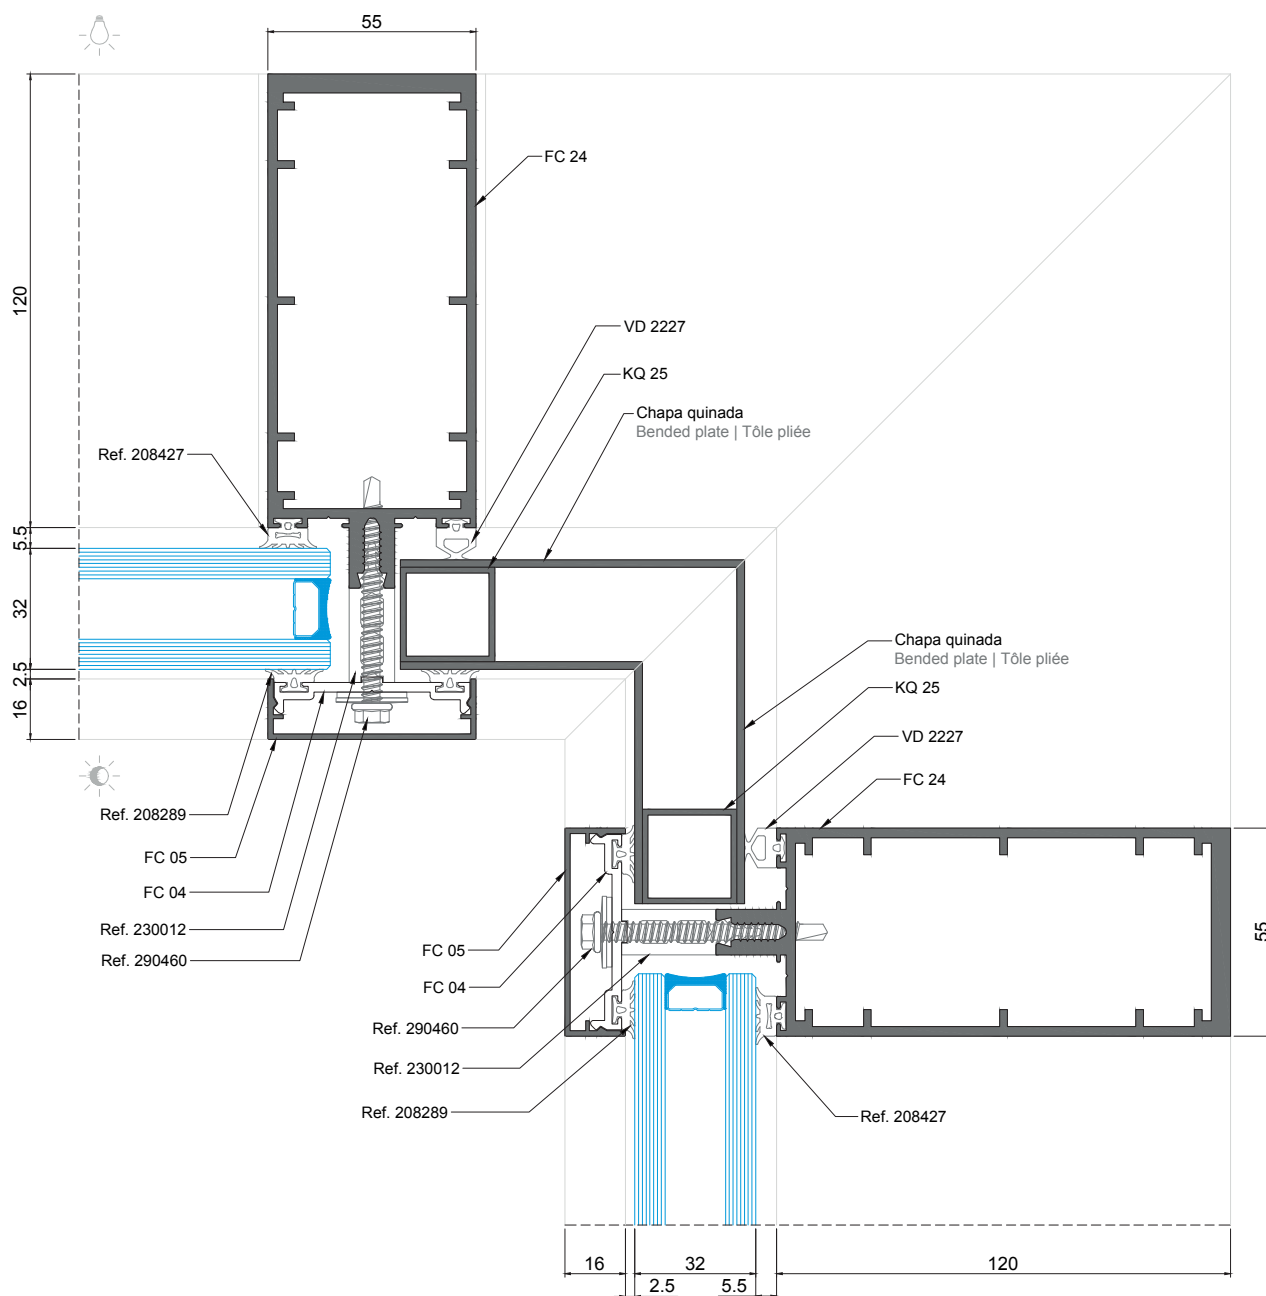 55
FC 24
120
VD 2227
KQ 25
Chapa quinada
Bended plate | Tôle pliée
Ref. 208427
5.5
32
2.5
16
Chapa quinada
Bended plate | Tôle pliée
KQ 25
VD 2227
FC 24
Ref. 208289
FC 05
FC 04
Ref. 230012
Ref. 290460
FC 05
FC 04
Ref. 290460
Ref. 230012
Ref. 208289
Ref. 208427
55
16
32
120
2.5
5.5